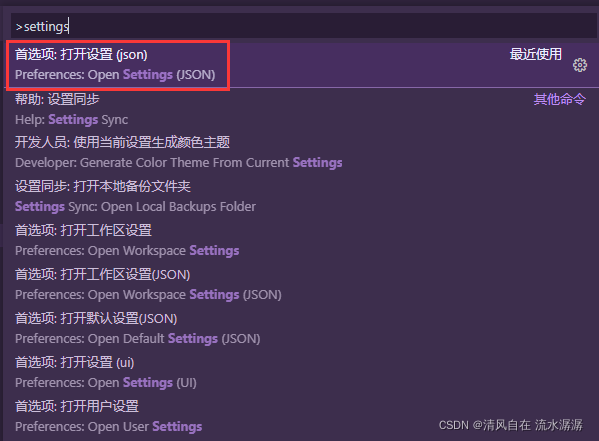 >settings
首选项: 打开设置 (json)
最近使用
Preferences: Open Settings (JSON)
帮助: 设置同步
其他命令
Help: Settings Sync
开发人员: 使用当前设置生成颜色主题
Developer: Generate Color Theme From Current Settings
设置同步: 打开本地备份文件夹
Settings Sync: Open Local Backups Folder
首选项: 打开工作区设置
Preferences: Open Workspace Settings
首选项: 打开工作区设置(JSON)
Preferences: Open Workspace Settings (JSON)
首选项: 打开默认设置(JSON)
Preferences: Open Default Settings (JSON)
首选项: 打开设置 (ui)
Preferences: Open Settings (UI)
首选项: 打开用户设置
Preferences: Open User Settings
CSDN @清风自在 流水潺潺